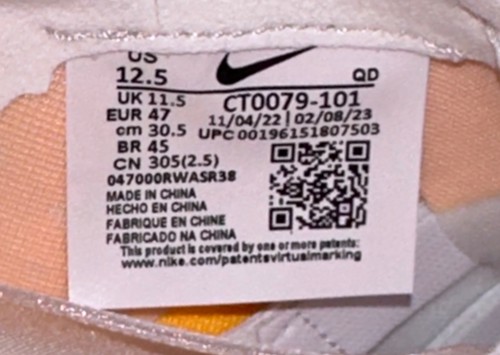 US
12.5
QD
UK 11.5
CT0079-101
EUR 47
11/04/22 | 02/08/23
cm 30.5
UPC 00196151807503
BR 45
CN 305(2.5)
047000RWASR38
MADE IN CHINA
HECHO EN CHINA
FABRIQUE EN CHINE
FABRICADO NA CHINA
This product is covered by one or more patents:
www.nike.com/patentsvirtualmarking